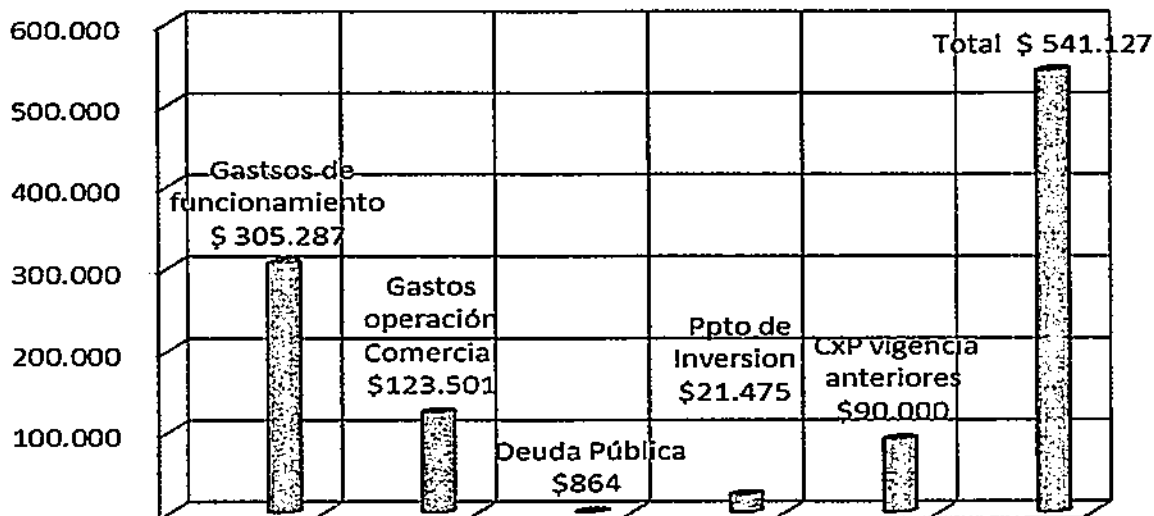 600.000
500.000
400.000
300.000
200.000
100.000
Gastsos de
funcionamiento
$ 305.287
Gastos
operación
Comercia
$123.501
Deuda Pública
$864
Ppto de
Inversion
$21.475
CxP vigencia
anteriores
$90.000
Total $ 541.127